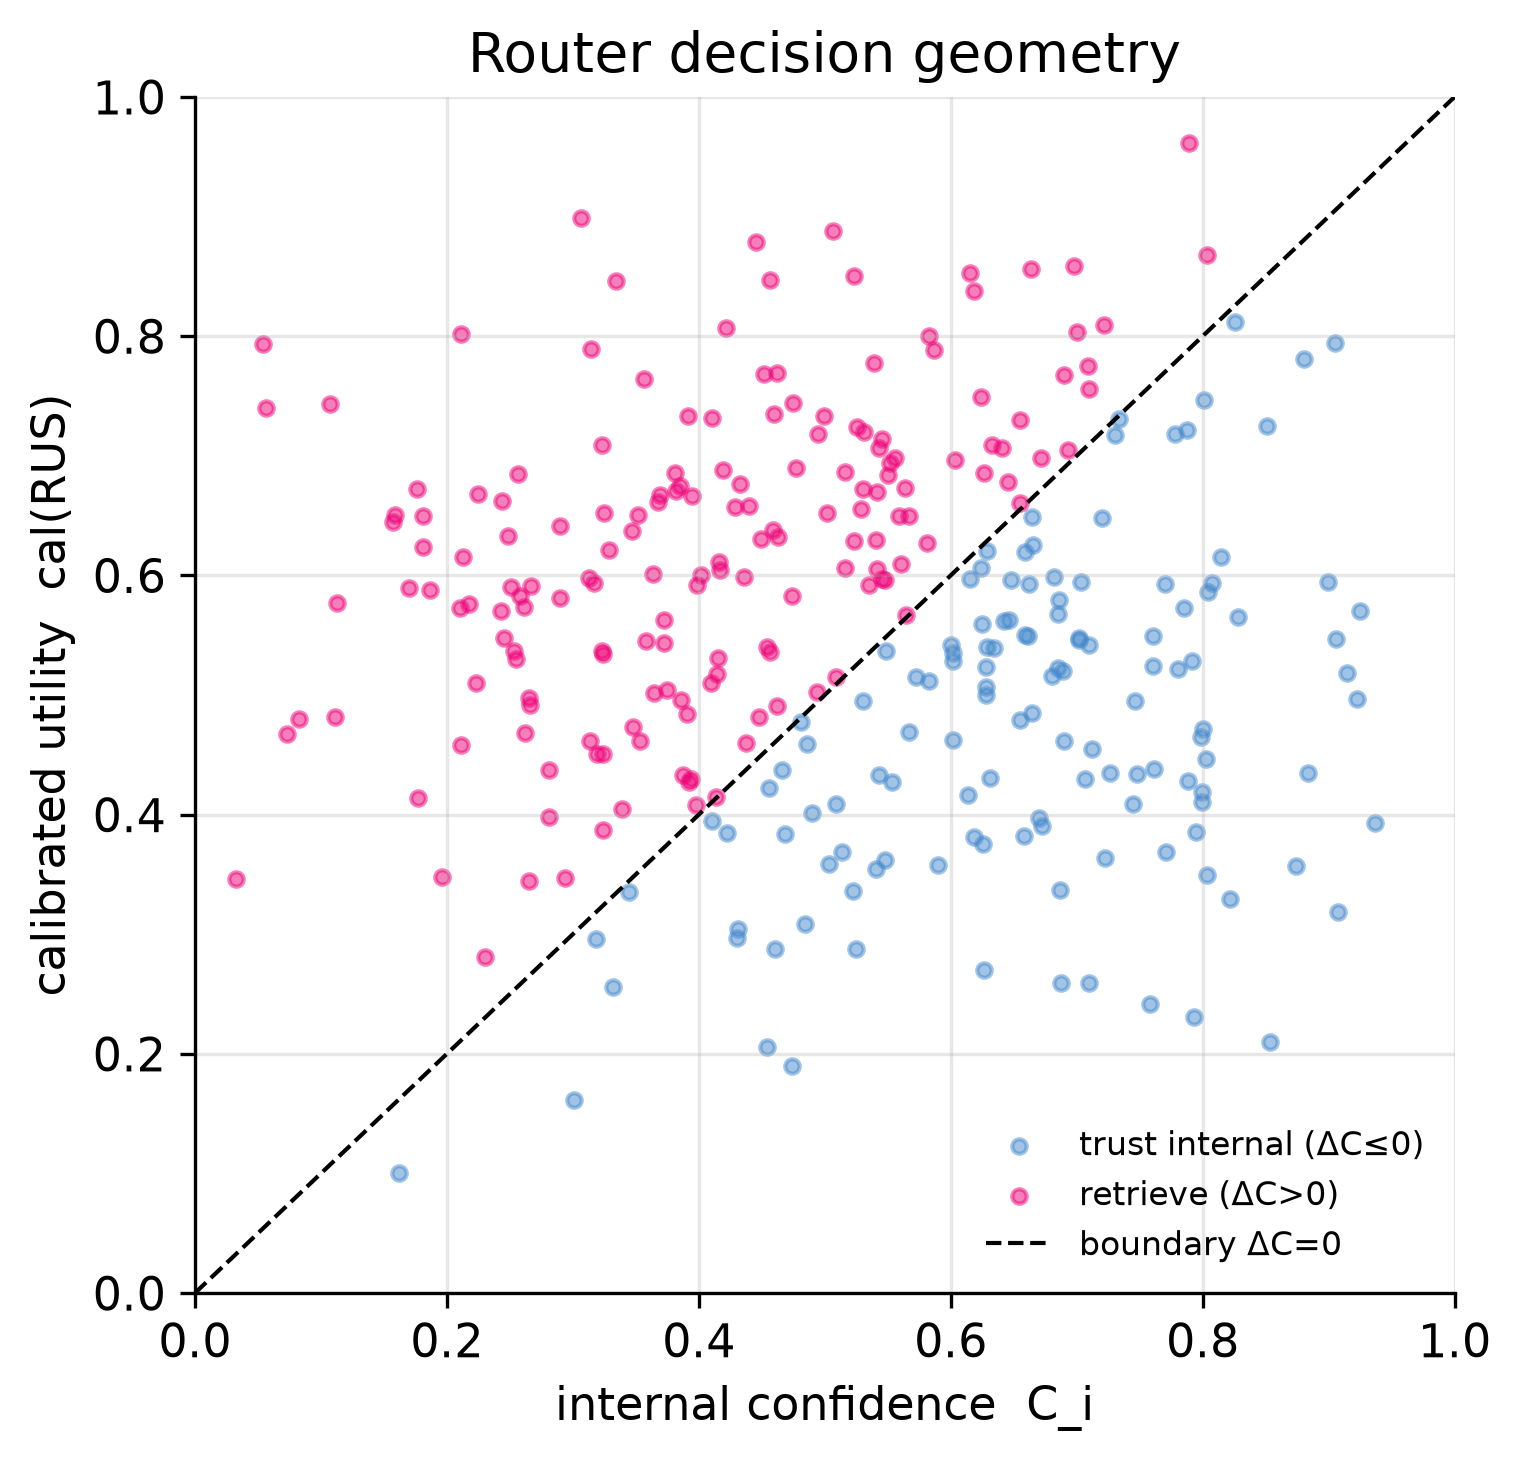 Router decision geometry
1.0
0.8
0.6
0.4
0.2
0.0
calibrated utility  cal(RUS)
trust internal (ΔC≤0)
retrieve (ΔC>0)
boundary ΔC=0
0.0 0.2 0.4 0.6 0.8 1.0
internal confidence  C_i